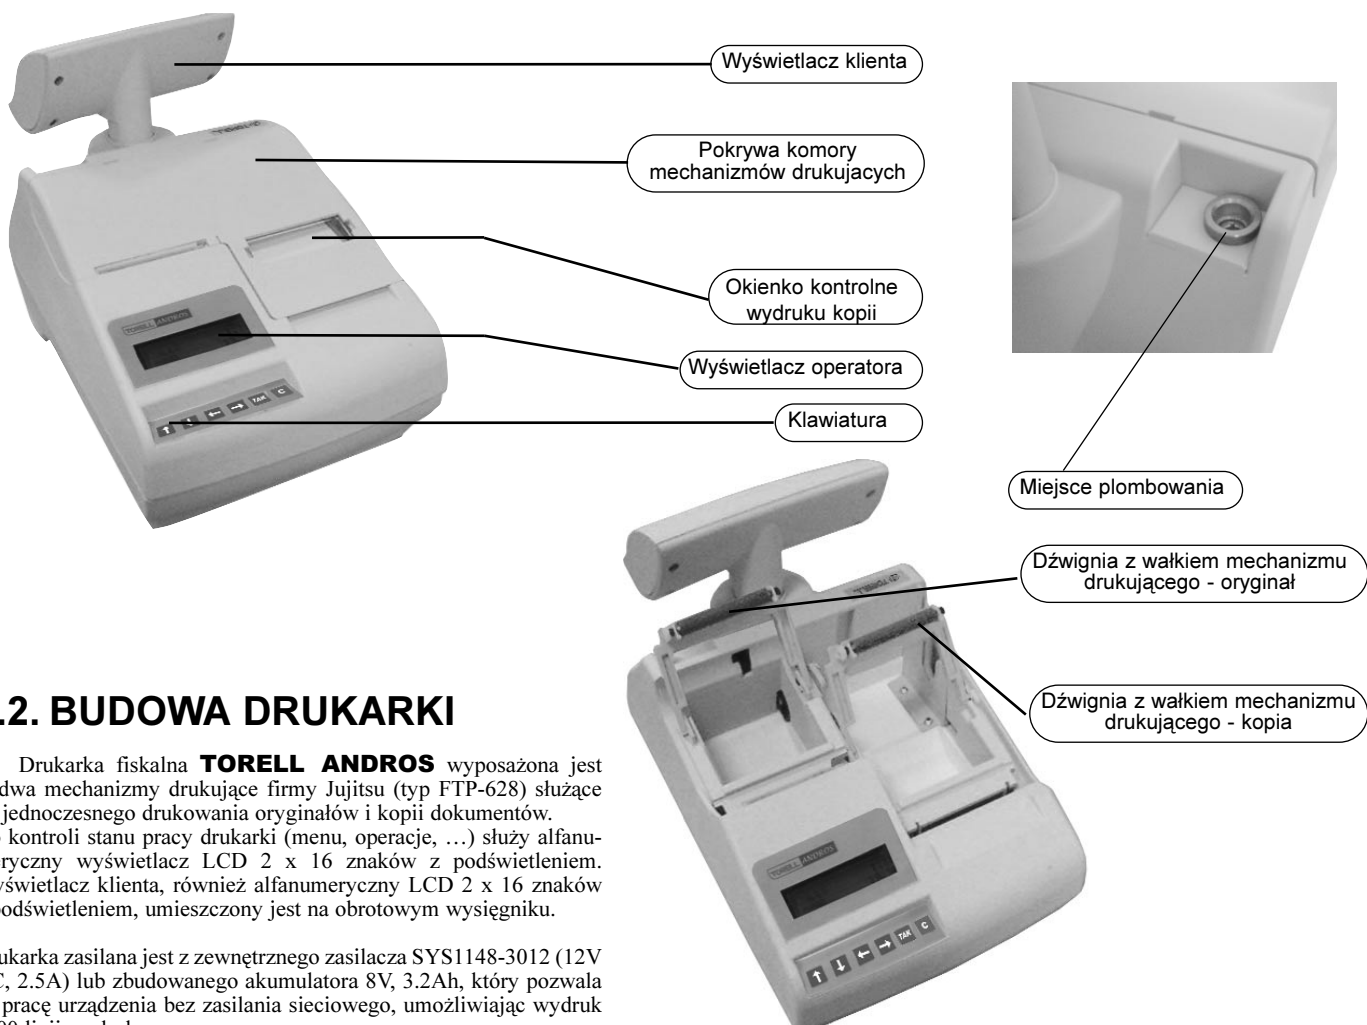 Wyświetlacz klienta
Pokrywa komory
mechanizmów drukujacych
Okienko kontrolne
wydruku kopii
Wyświetlacz operatora
Klawiatura
Miejsce plombowania
Dźwignia z wałkiem mechanizmu
drukującego - oryginał
Dźwignia z wałkiem mechanizmu
drukującego - kopia
TORELL
TORELL ANDROS
TAK C
TORELL
TORELL ANDROS
TAK C
.2. BUDOWA DRUKARKI
Drukarka fiskalna TORELL ANDROS wyposażona jest
dwa mechanizmy drukujące firmy Jujitsu (typ FTP-628) służące
jednoczesnego drukowania oryginałów i kopii dokumentów.
kontroli stanu pracy drukarki (menu, operacje, …) służy alfanu-
eryczny wyświetlacz LCD 2 x 16 znaków z podświetleniem.
yświetlacz klienta, również alfanumeryczny LCD 2 x 16 znaków
podświetleniem, umieszczony jest na obrotowym wysięgniku.
ukarka zasilana jest z zewnętrznego zasilacza SYS1148-3012 (12V
C, 2.5A) lub zbudowanego akumulatora 8V, 3.2Ah, który pozwala
pracę urządzenia bez zasilania sieciowego, umożliwiając wydruk